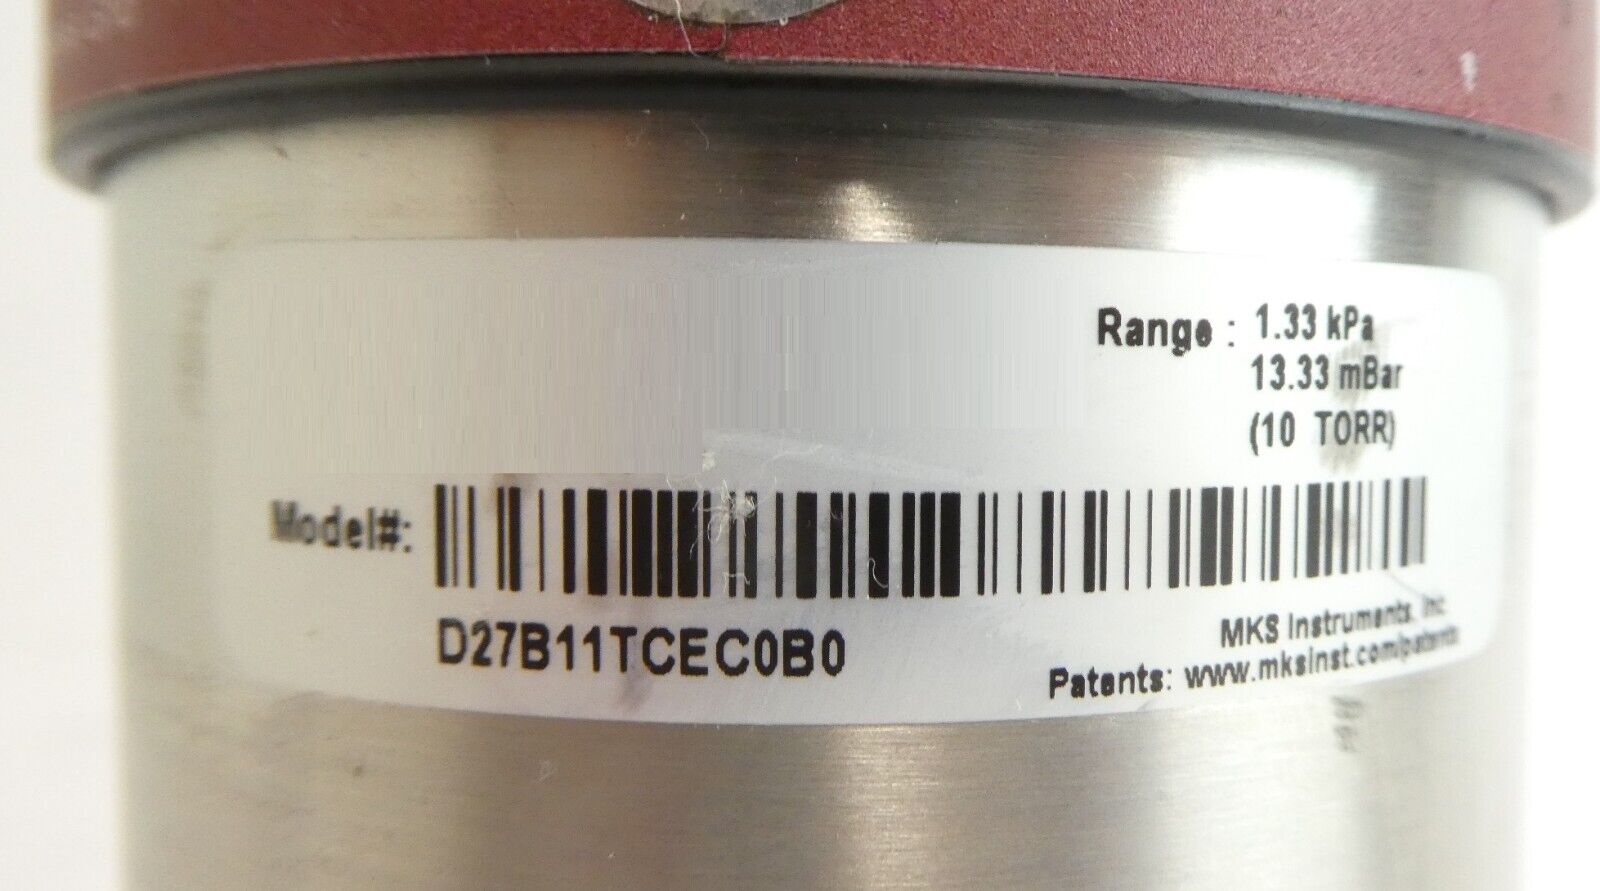 Range : 1.33 kPa
13.33 mBar
(10 TORR)
Model#:
D27B11TCEC0B0
MKS Instruments, Inc.
Patents: www.mksinst.com/patents